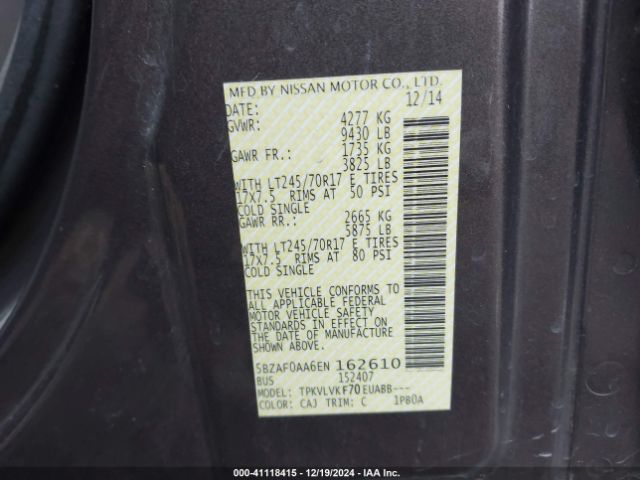 MFD BY NISSAN MOTOR CO., LTD.
DATE: 12/14
GVWR: 4277 KG
9430 LB
GAWR FR.: 1735 KG
3825 LB
WITH LT245/70R17 E TIRES
17X7.5 RIMS AT 50 PSI
COLD SINGLE
GAWR RR.: 2665 KG
5875 LB
WITH LT245/70R17 E TIRES
17X7.5 RIMS AT 80 PSI
COLD SINGLE
THIS VEHICLE CONFORMS TO
ALL APPLICABLE FEDERAL
MOTOR VEHICLE SAFETY
STANDARDS IN EFFECT ON
THE DATE OF MANUFACTURE
SHOWN ABOVE.
5BZAF0AA6EN 162610
BUS 152407
MODEL: TPKVLVKF70EUABB---
COLOR: CAJ TRIM: C 1PB0A
000-41118415 - 12/19/2024 - IAA Inc.